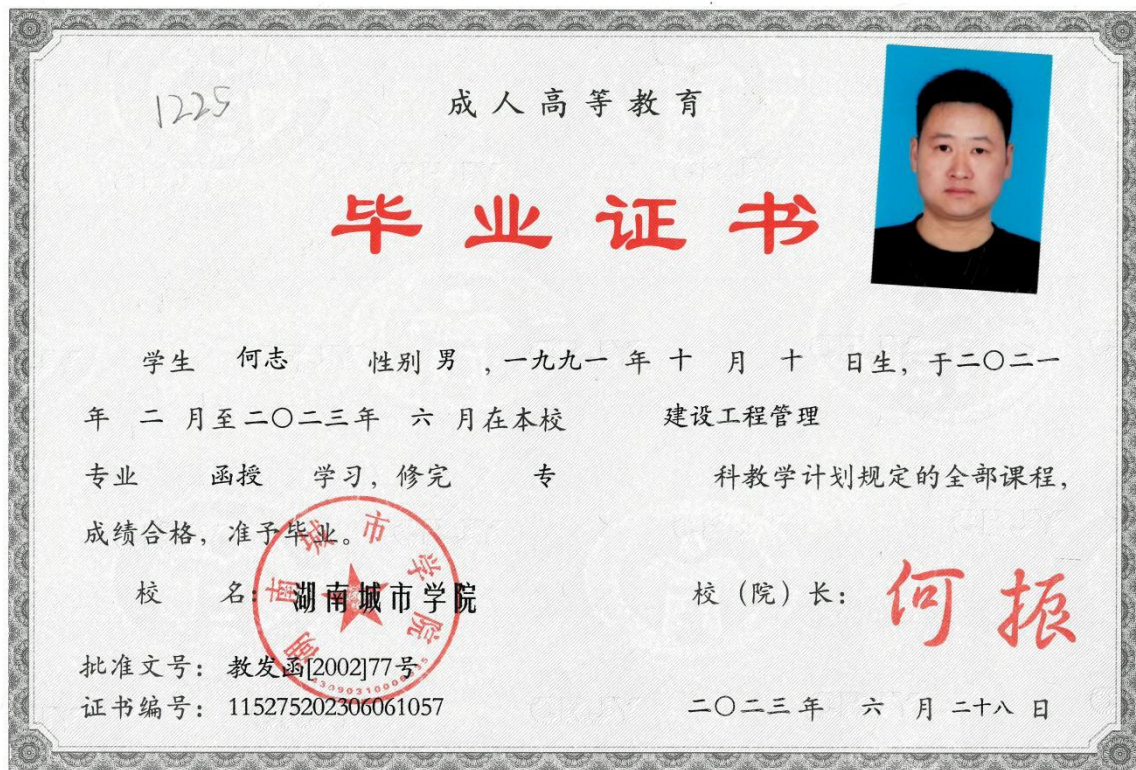 1225
成人高等教育
毕业证书
学生 何志 性别 男 ，一九九一 年 十 月 十 日生，于二〇二一
年 二 月至 二〇二三年 六 月在本校 建设工程管理
专业 函授 学习，修完 专 科教学计划规定的全部课程，
成绩合格，准予毕业。
校 名：湖南城市学院
校（院）长：何振
湖南城市学院
批准文号：教发函[2002]77号
证书编号：115275202306061057
二〇二三年 六 月 二十八 日